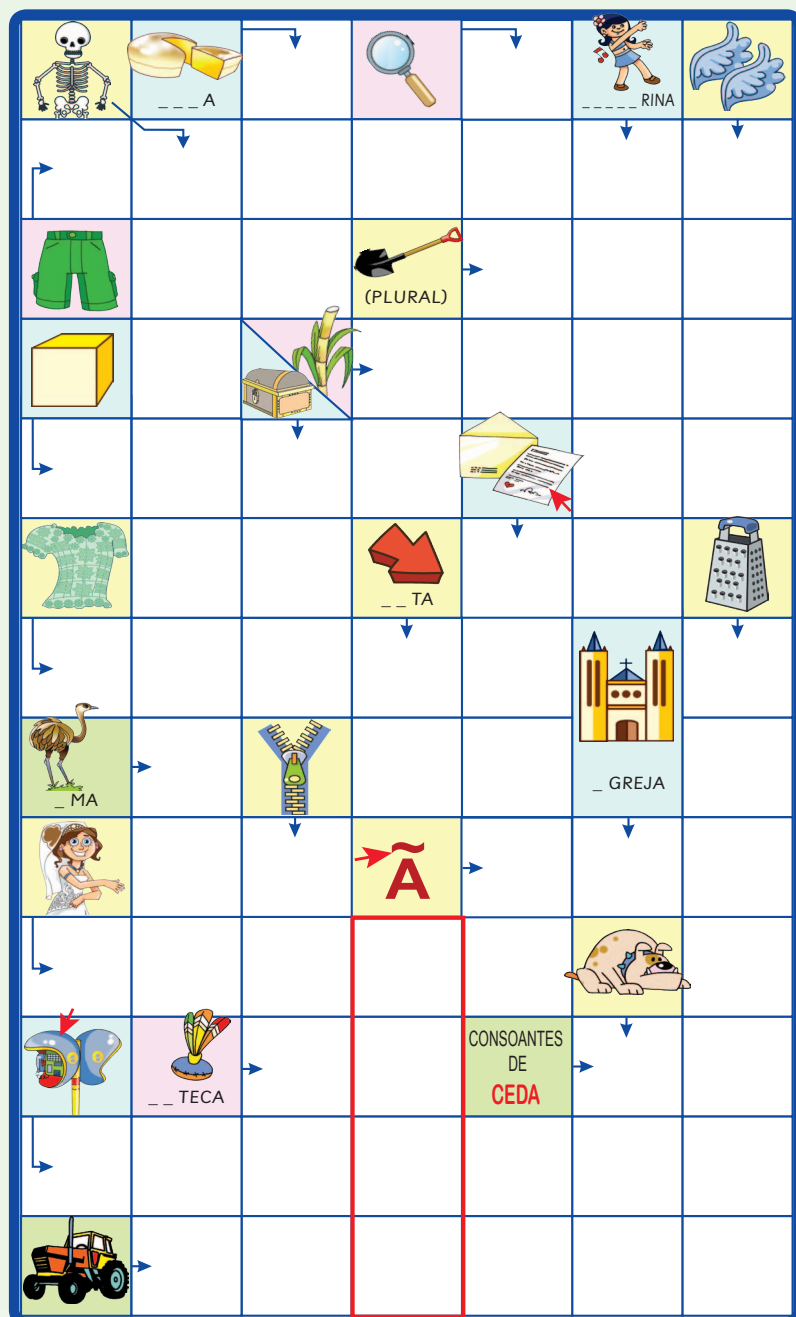 _ _ _ A
_ _ _ _ _ RINA
(PLURAL)
_ _ TA
_ MA
_ GREJA
Ã
_ _ TECA
CONSOANTES
DE
CEDA